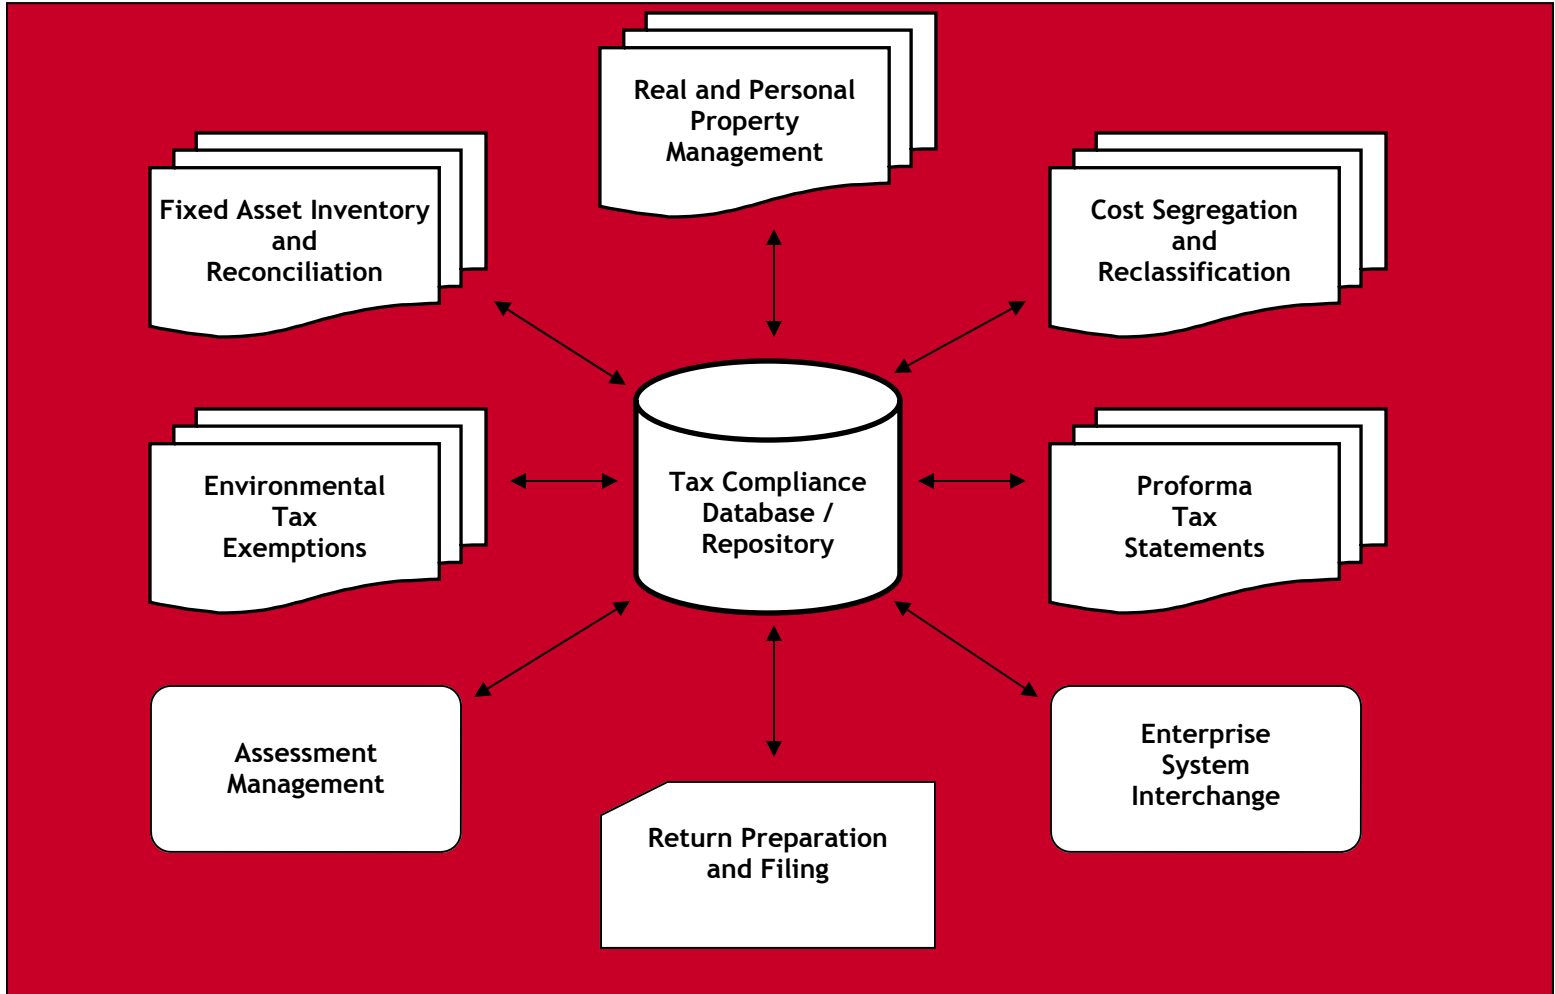 Real and Personal
Property
Management
Fixed Asset Inventory
and
Reconciliation
Cost Segregation
and
Reclassification
Environmental
Tax
Exemptions
Tax Compliance
Database /
Repository
Proforma
Tax
Statements
Assessment
Management
Return Preparation
and Filing
Enterprise
System
Interchange